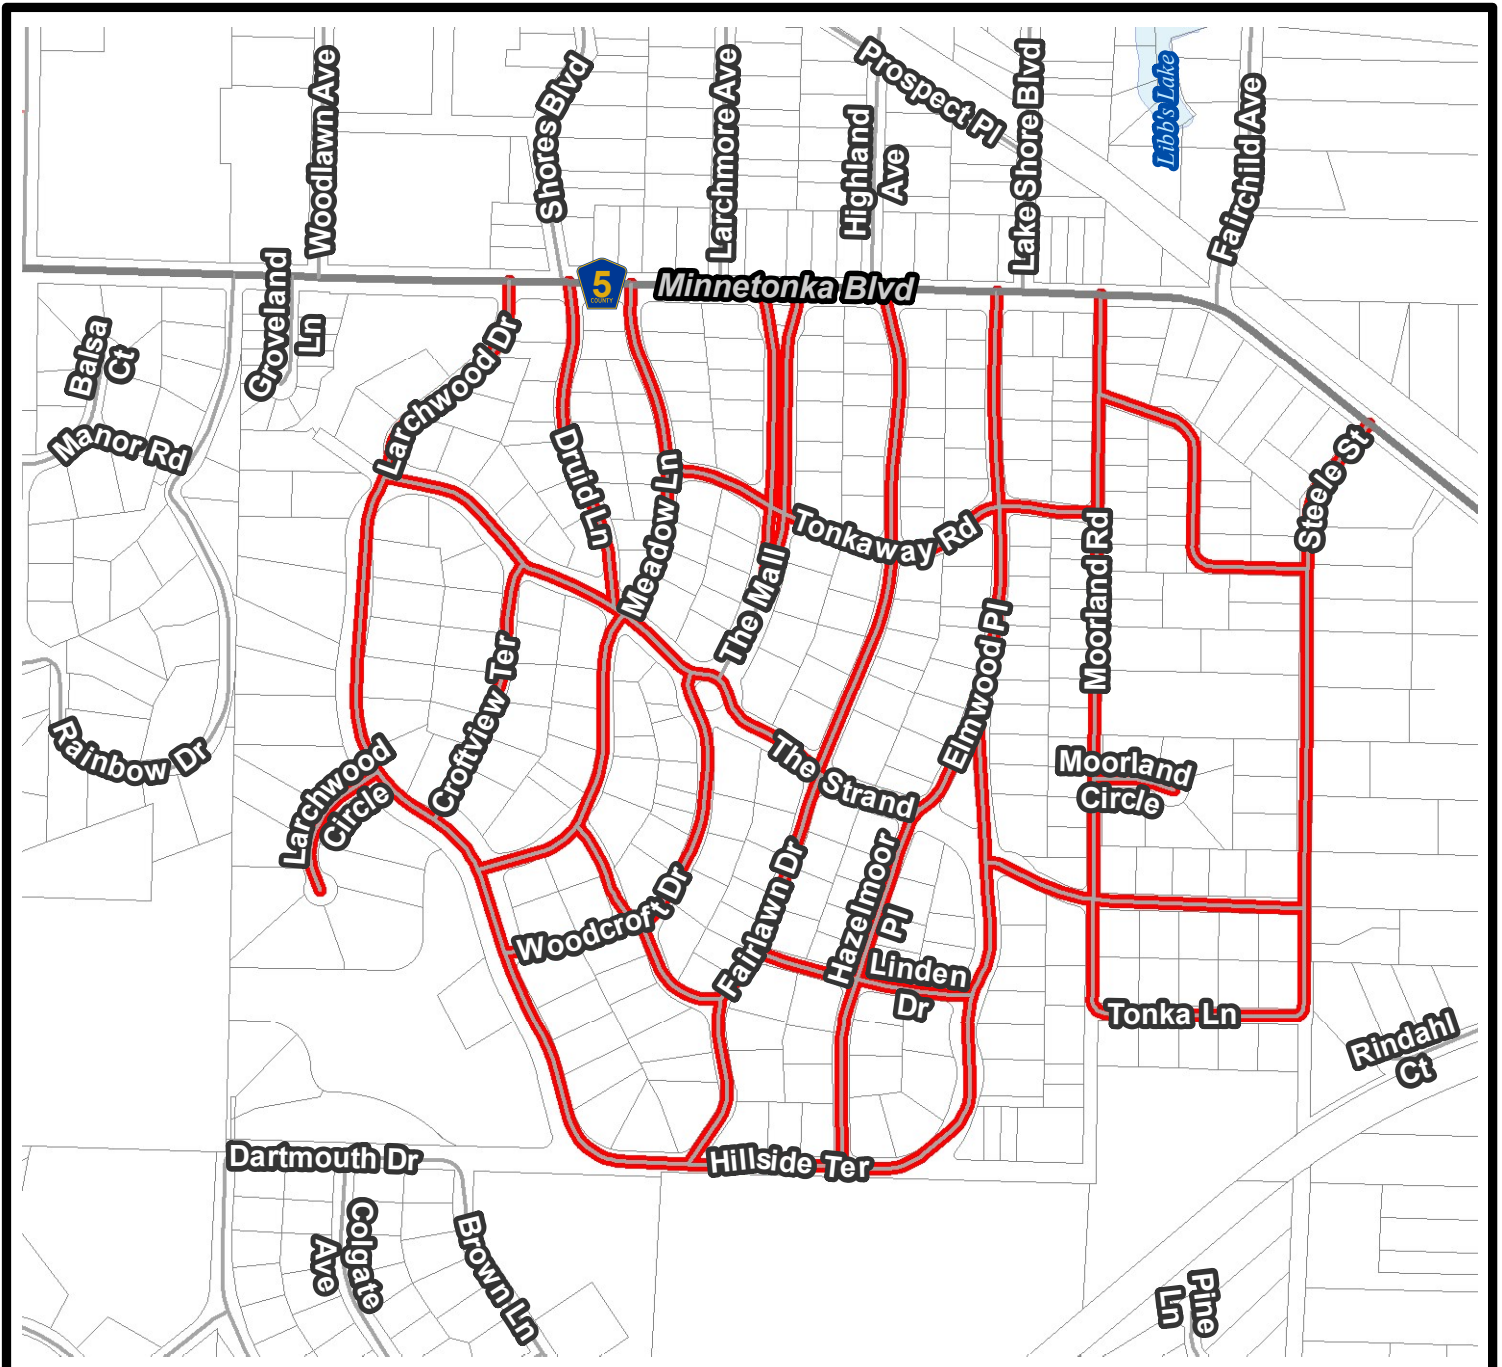 Woodlawn Ave
Shores Blvd
Larchmore Ave
Highland
Ave
Prospect Pl
Lake Shore Blvd
Libb's Lake
Fairchild Ave
Groveland
Ln
5
COUNTY
Minnetonka Blvd
Balsa
Ct
Manor Rd
Larchwood Dr
Druid Ln
Meadow Ln
The Mall
Tonkaway Rd
Moorland Rd
Steele St
Rainbow Dr
Croftview Ter
Elmwood Pl
Larchwood
Circle
The Strand
Moorland
Circle
Woodcroft Dr
Fairlawn Dr
Hazelmoor
Pl
Linden
Dr
Tonka Ln
Rindahl
Ct
Dartmouth Dr
Hillside Ter
Colgate
Ave
Brown Ln
Pine
Ln